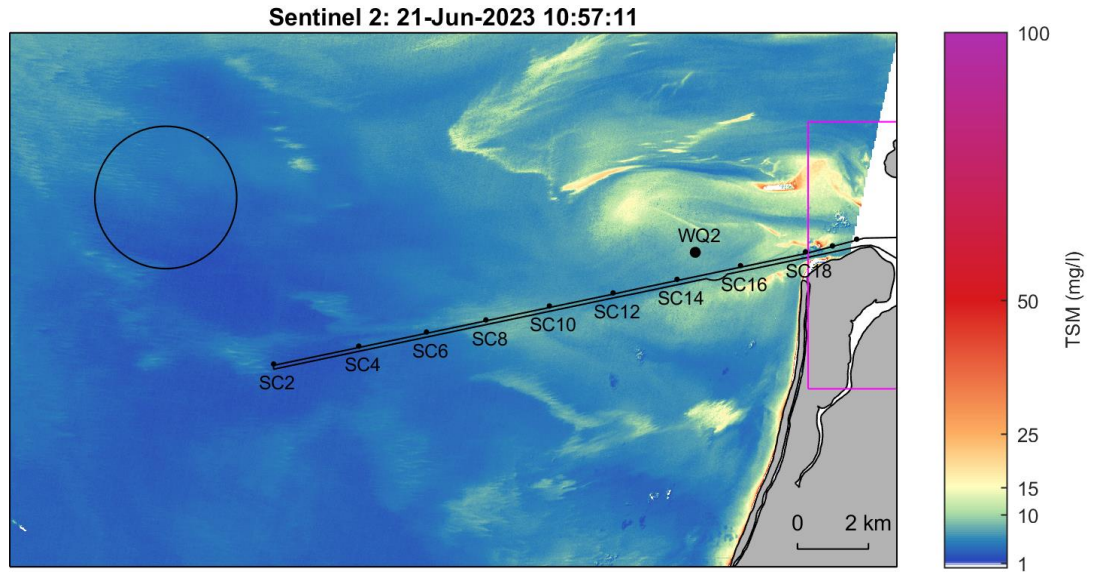 Sentinel 2: 21-Jun-2023 10:57:11
WQ2
SC18
SC16
SC14
SC12
SC10
SC8
SC6
SC4
SC2
0 2 km
100
50
25
15
10
1
TSM (mg/l)